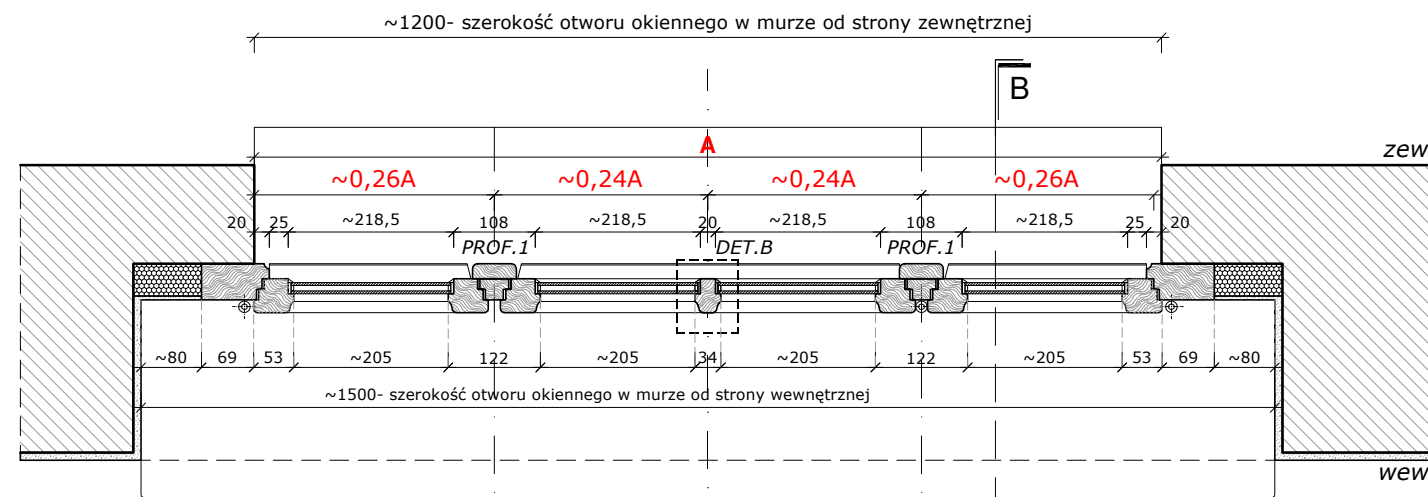 ~1200- szerokość otworu okiennego w murze od strony zewnętrznej
B
A
zew
~0,26A ~0,24A ~0,24A ~0,26A
20 25 ~218,5 108 ~218,5 20 ~218,5 108 ~218,5 25 20
PROF.1 DET.B PROF.1
~80 69 53 ~205 122 ~205 34 ~205 122 ~205 53 69 ~80
~1500- szerokość otworu okiennego w murze od strony wewnętrznej
wew